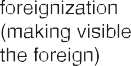 foreignization
(making visible
the foreign)